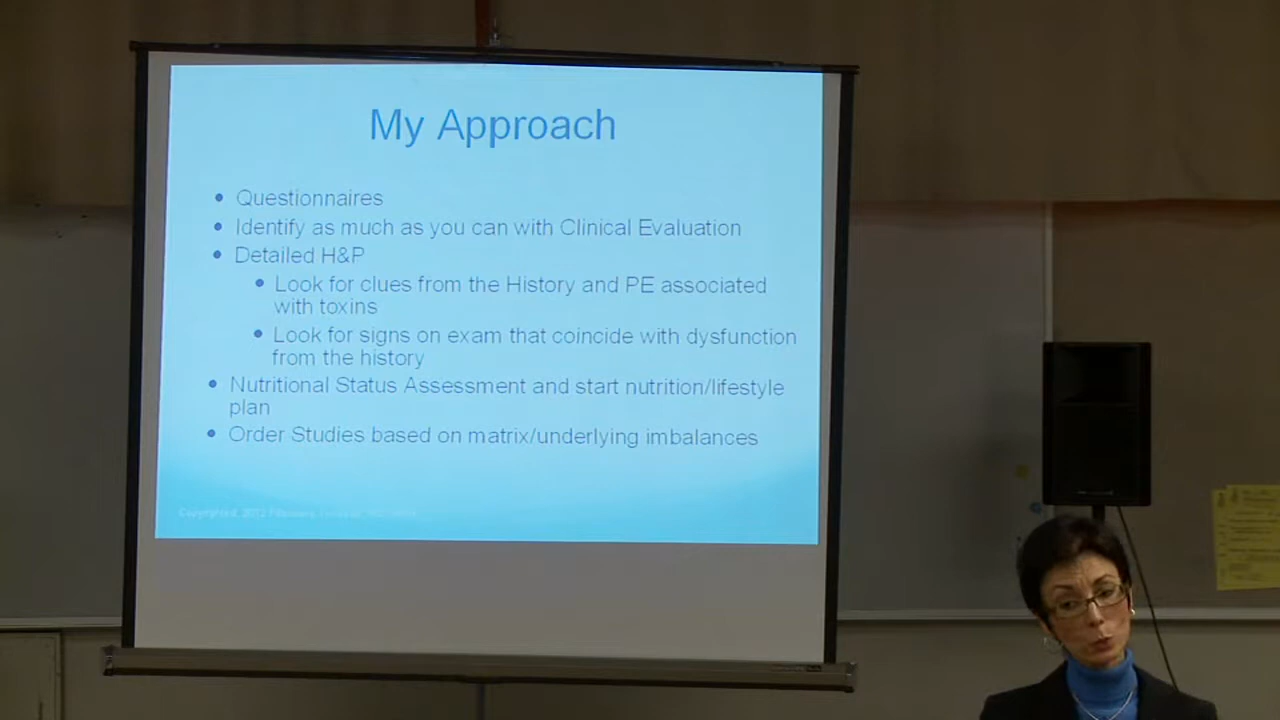 My Approach
• Questionnaires
• Identify as much as you can with Clinical Evaluation
• Detailed H&P
• Look for clues from the History and PE associated
with toxins
• Look for signs on exam that coincide with dysfunction
from the history
• Nutritional Status Assessment and start nutrition/lifestyle
plan
• Order Studies based on matrix/underlying imbalances